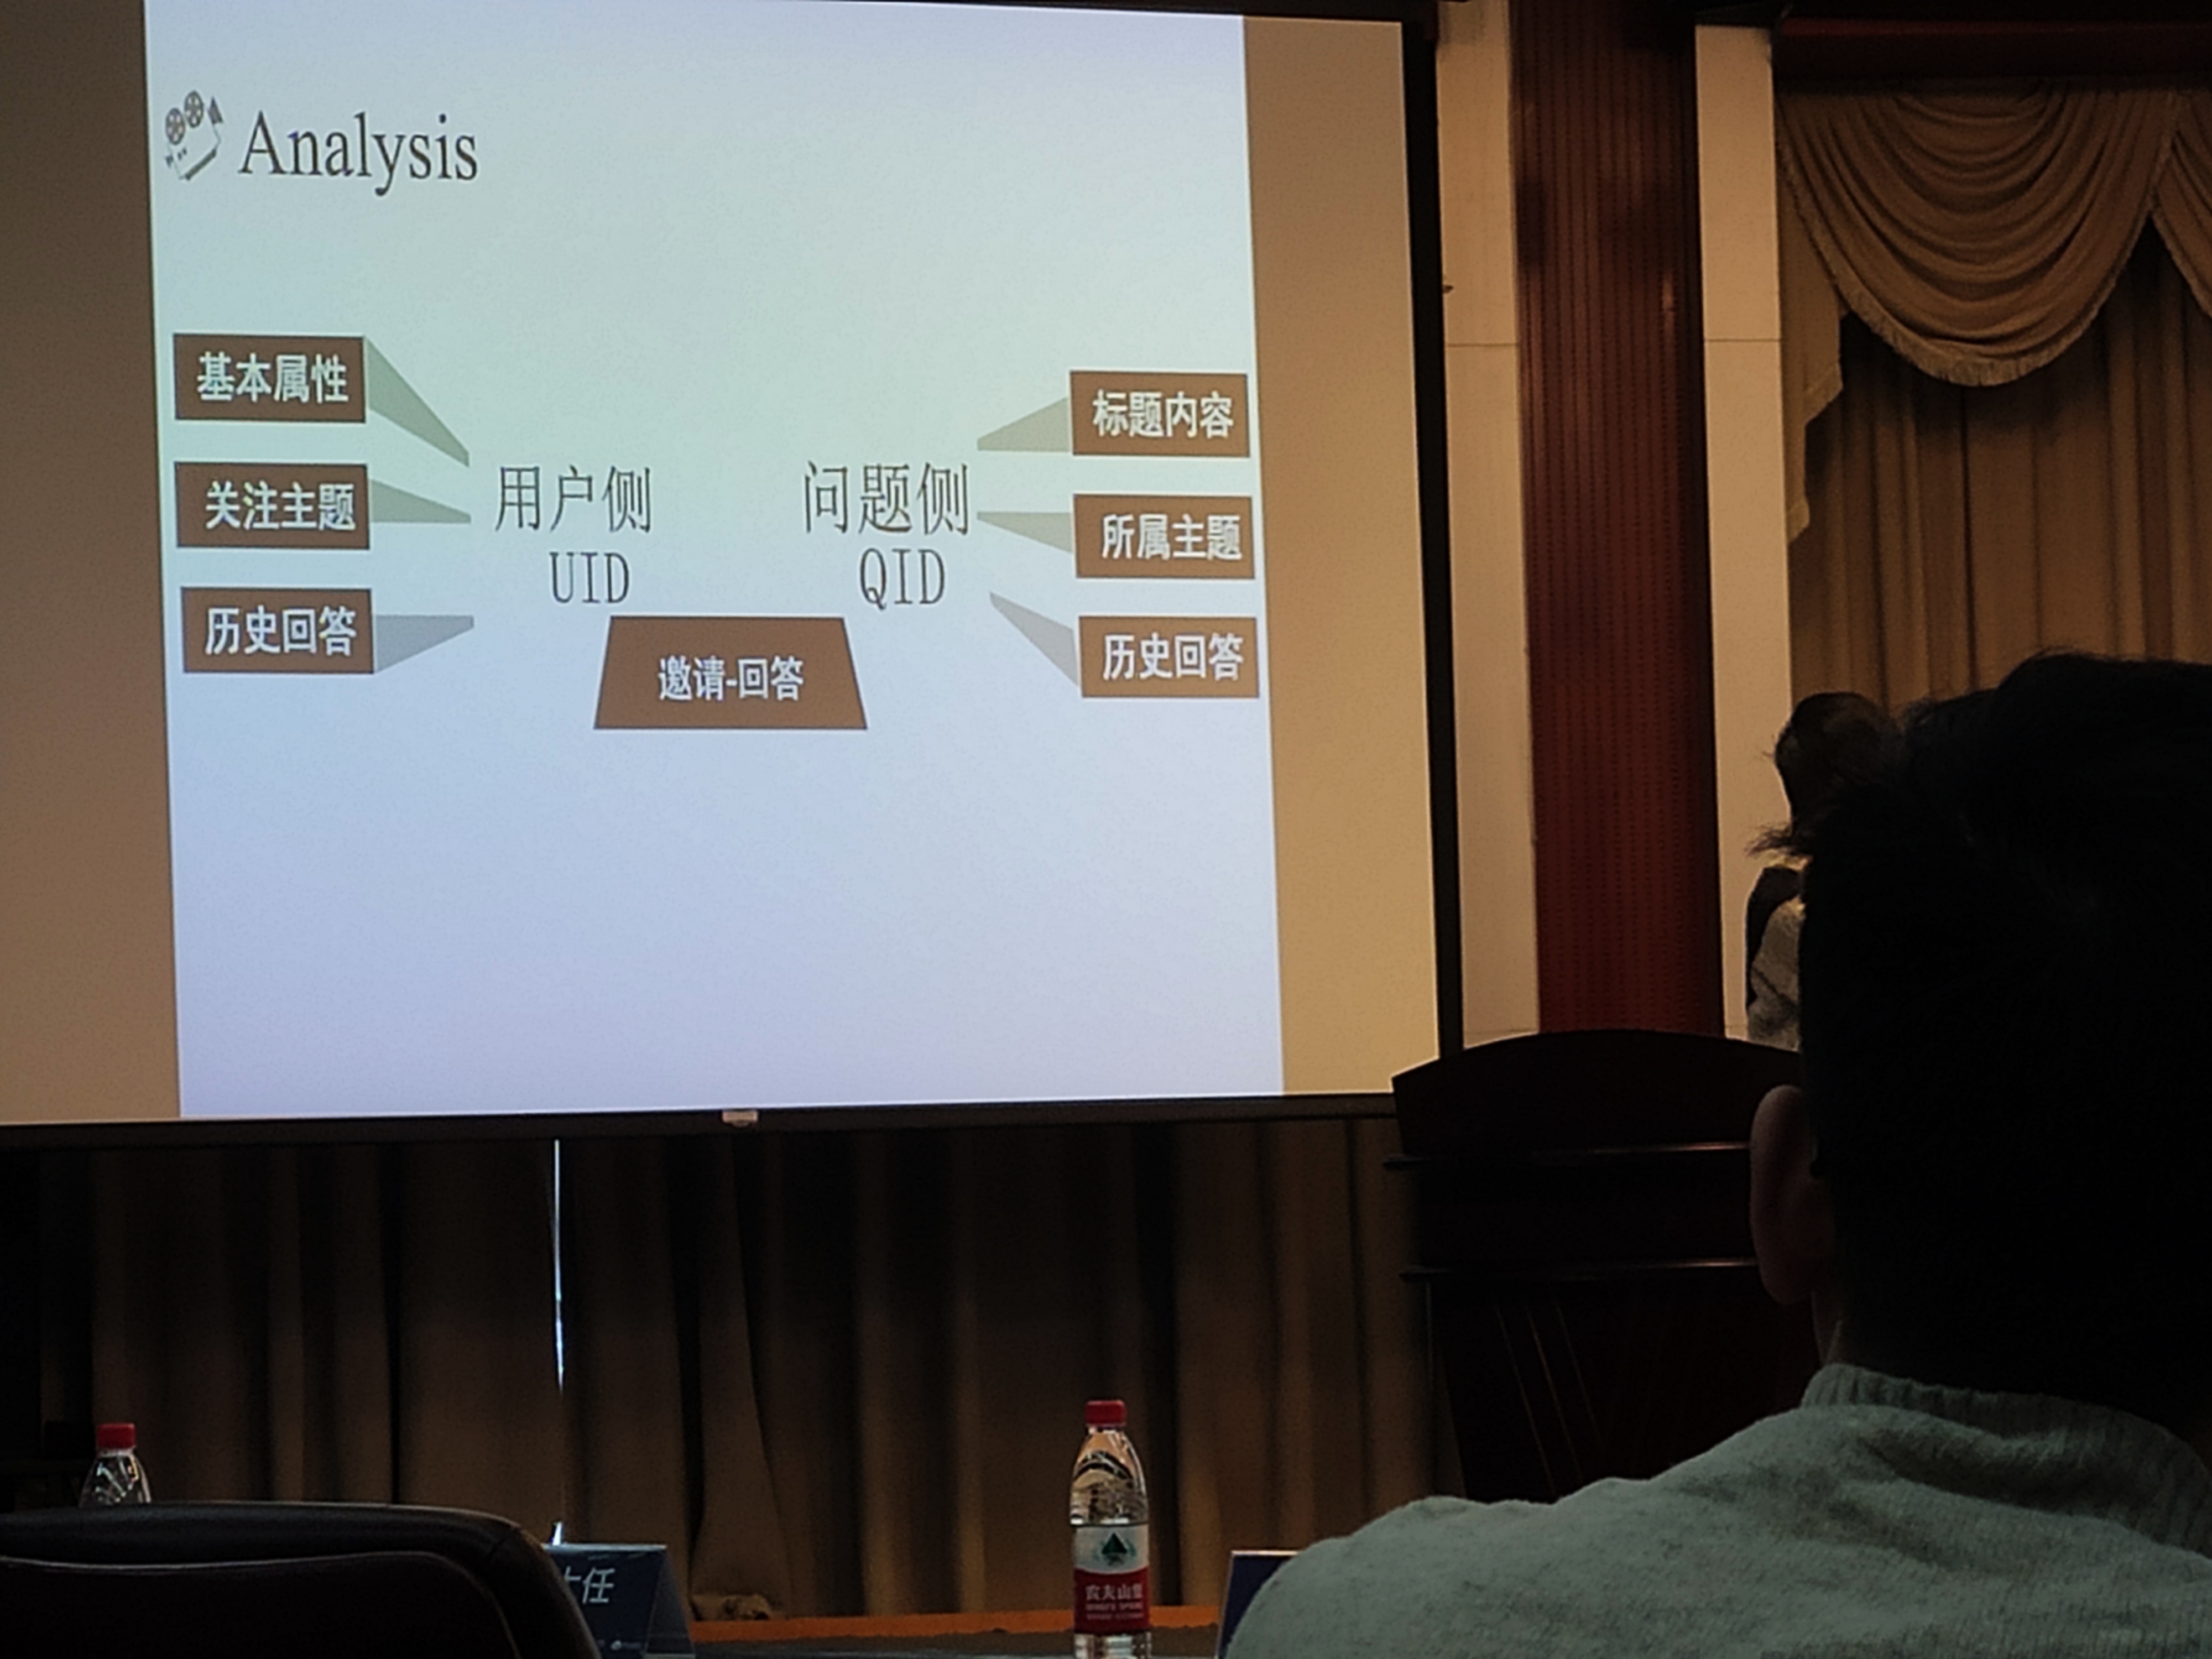 Analysis
基本属性
关注主题
历史回答
用户侧
UID
问题侧
QID
邀请-回答
标题内容
所属主题
历史回答
任
农夫山泉